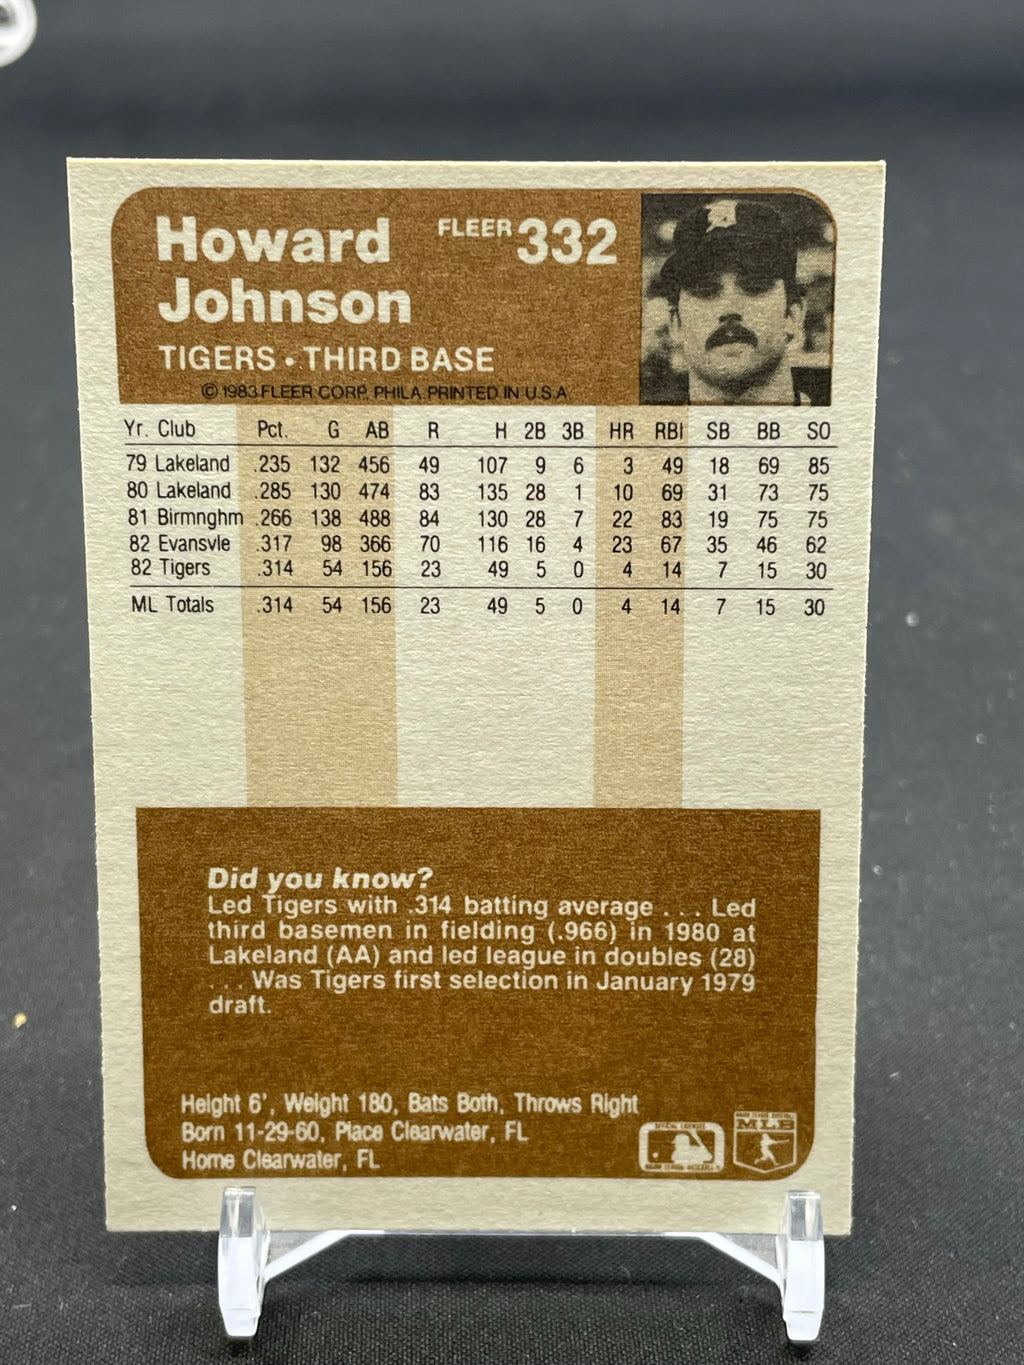 Howard
Johnson
FLEER 332
TIGERS • THIRD BASE
© 1983 FLEER CORP. PHILA. PRINTED IN U.S.A.
Yr. Club Pct. G AB R H 2B 3B HR RBI SB BB SO
79 Lakeland .235 132 456 49 107 9 6 3 49 18 69 85
80 Lakeland .285 130 474 83 135 28 1 10 69 31 73 75
81 Birmnghm .266 138 488 84 130 28 7 22 83 19 75 75
82 Evansvle .317 98 366 70 116 16 4 23 67 35 46 62
82 Tigers .314 54 156 23 49 5 0 4 14 7 15 30
ML Totals .314 54 156 23 49 5 0 4 14 7 15 30
Did you know?
Led Tigers with .314 batting average . . . Led
third basemen in fielding (.966) in 1980 at
Lakeland (AA) and led league in doubles (28)
. . . Was Tigers first selection in January 1979
draft.
Height 6', Weight 180, Bats Both, Throws Right
Born 11-29-60, Place Clearwater, FL
Home Clearwater, FL
OFFICIAL LICENSEE
MAJOR LEAGUE BASEBALL
MAJOR LEAGUE BASEBALL
MLB